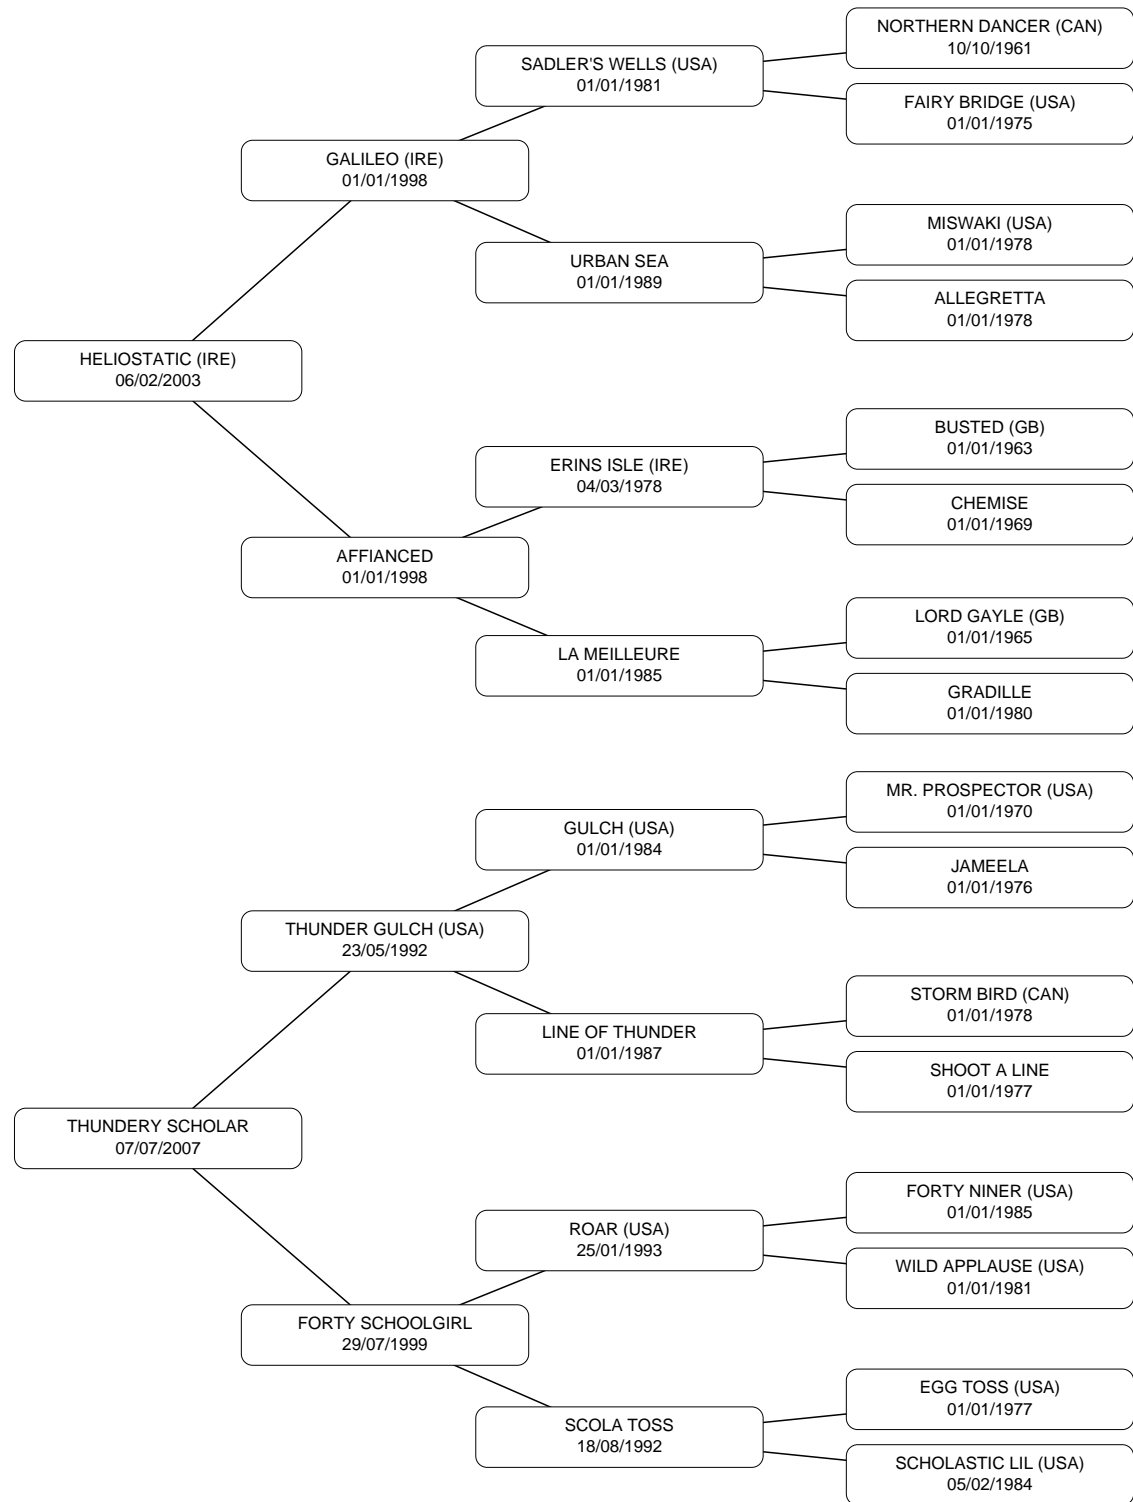 NORTHERN DANCER (CAN)
10/10/1961
SADLER'S WELLS (USA)
01/01/1981
FAIRY BRIDGE (USA)
01/01/1975
GALILEO (IRE)
01/01/1998
MISWAKI (USA)
01/01/1978
URBAN SEA
01/01/1989
ALLEGRETTA
01/01/1978
HELIOSTATIC (IRE)
06/02/2003
BUSTED (GB)
01/01/1963
ERINS ISLE (IRE)
04/03/1978
CHEMISE
01/01/1969
AFFIANCED
01/01/1998
LORD GAYLE (GB)
01/01/1965
LA MEILLEURE
01/01/1985
GRADILLE
01/01/1980
MR. PROSPECTOR (USA)
01/01/1970
GULCH (USA)
01/01/1984
JAMEELA
01/01/1976
THUNDER GULCH (USA)
23/05/1992
STORM BIRD (CAN)
01/01/1978
LINE OF THUNDER
01/01/1987
SHOOT A LINE
01/01/1977
THUNDERY SCHOLAR
07/07/2007
FORTY NINER (USA)
01/01/1985
ROAR (USA)
25/01/1993
WILD APPLAUSE (USA)
01/01/1981
FORTY SCHOOLGIRL
29/07/1999
EGG TOSS (USA)
01/01/1977
SCOLA TOSS
18/08/1992
SCHOLASTIC LIL (USA)
05/02/1984